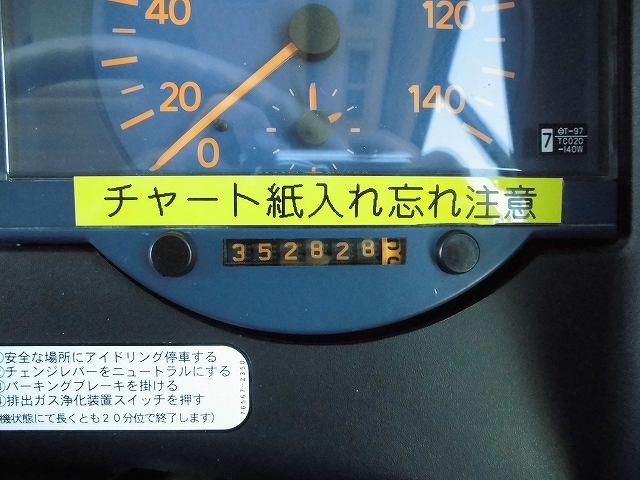 40
120
20
140
0
7
⊖T-97
TCO20
-140W
チャート紙入れ忘れ注意
352828
安全な場所にアイドリング停車する
チェンジレバーをニュートラルにする
パーキングブレーキを掛ける
排出ガス浄化装置スイッチを押す
機状態にて長くとも20分位で終了します)
76567-2350